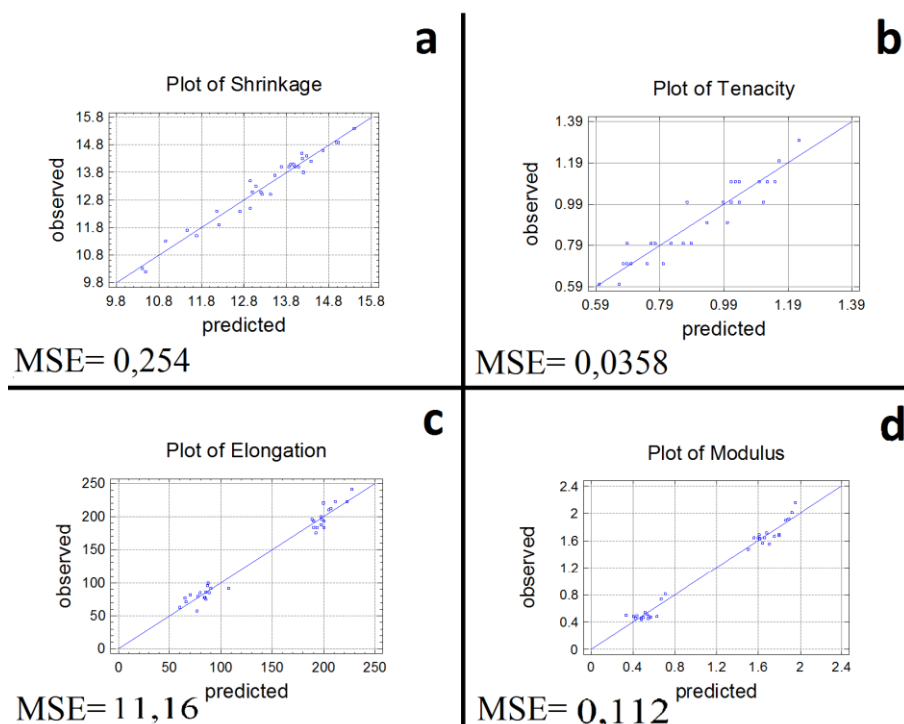 a
Plot of Shrinkage
15.8
14.8
13.8
12.8
11.8
10.8
9.8
observed
9.8 10.8 11.8 12.8 13.8 14.8 15.8
predicted
MSE= 0,254
b
Plot of Tenacity
1.39
1.19
0.99
0.79
0.59
observed
0.59 0.79 0.99 1.19 1.39
predicted
MSE= 0,0358
c
Plot of Elongation
250
200
150
100
50
0
observed
0 50 100 150 200 250
predicted
MSE= 11,16
d
Plot of Modulus
2.4
2
1.6
1.2
0.8
0.4
0
observed
0 0.4 0.8 1.2 1.6 2 2.4
predicted
MSE= 0,112